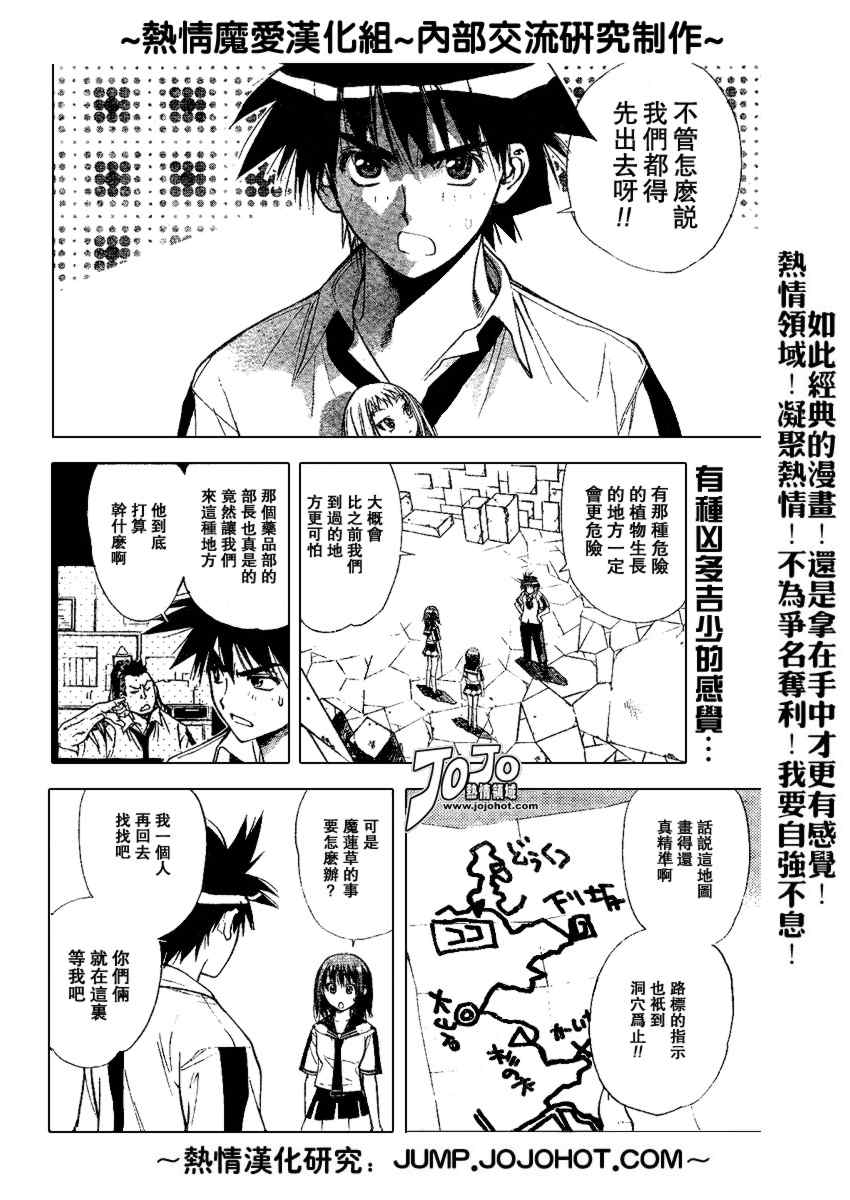 ~熱情魔愛漢化組~內部交流研究制作~
不管怎麽説
我們都得
先出去呀!!
如此經典的漫畫！還是拿在手中才更有感覺！
熱情領域！凝聚熱情！不為爭名奪利！我要自強不息！
有種凶多吉少的感覺…
有那種危險
的植物生長
的地方一定
會更危險
大概會
比之前我們
到過的地
方更可怕
那個藥品部的
部長也真是的
竟然讓我們
來這種地方
他到底
打算
幹什麽啊
JOJO
熱情領域
www.jojohot.com
話説這地圖
畫得還
真精準啊
どうくつ
下り坂
ココ
木
かいだん
木の木
路標的指示
也衹到
洞穴爲止!!
可是
魔蓮草的事
要怎麽辦?
我一個人
再回去
找找吧
你們倆
就在這裏
等我吧
～熱情漢化研究：JUMP.JOJOHOT.COM～